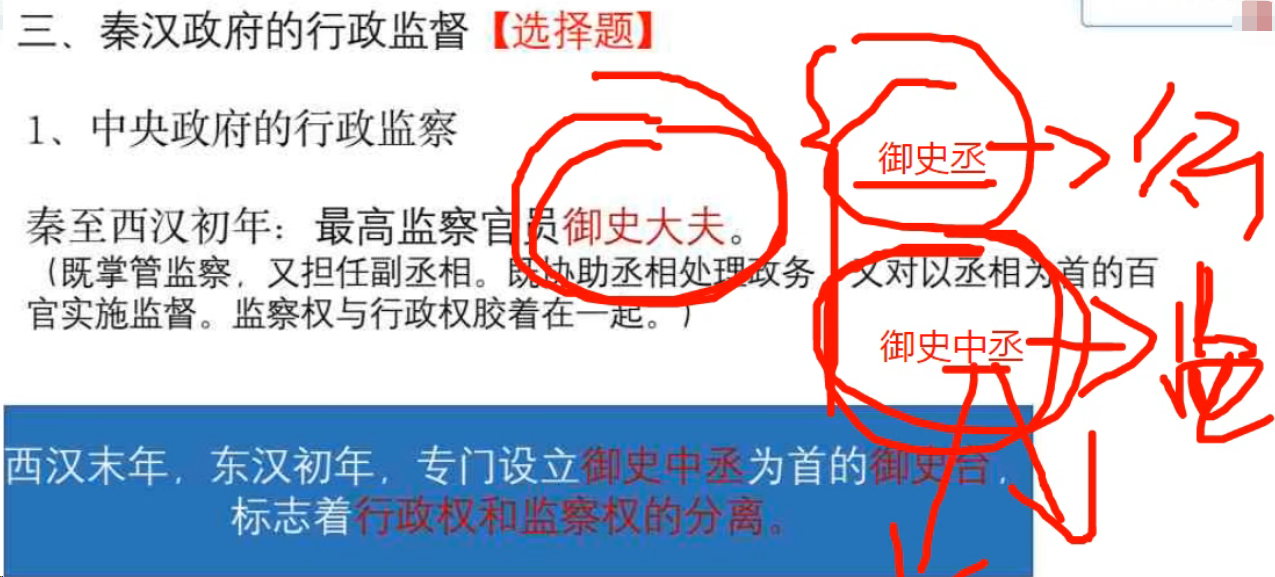 三、秦汉政府的行政监督【选择题】
1、中央政府的行政监察
御史丞
行
秦至西汉初年：最高监察官员御史大夫。
（既掌管监察，又担任副丞相。既协助丞相处理政务，又对以丞相为首的百
官实施监督。监察权与行政权胶着在一起。）
御史中丞
监
西汉末年，东汉初年，专门设立御史中丞为首的御史台，
标志着行政权和监察权的分离。